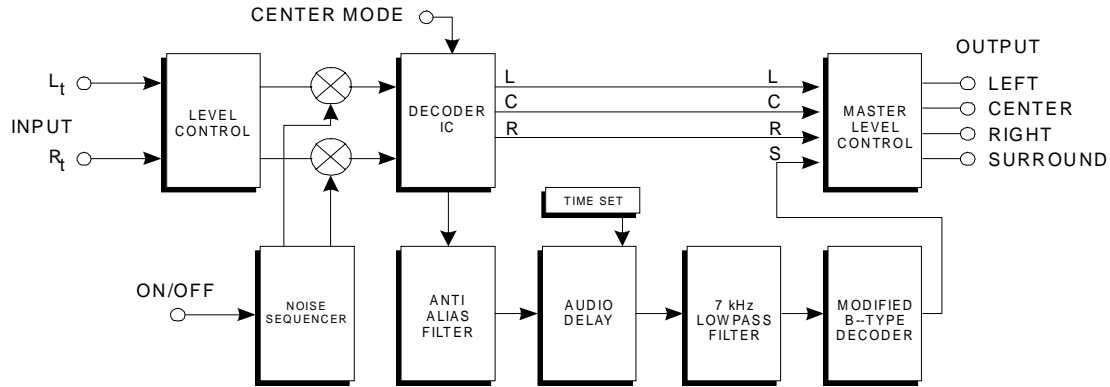 CENTER MODE
OUTPUT
Lt
INPUT
Rt
LEVEL
CONTROL
DECODER
IC
L
C
R
L
C
R
S
MASTER
LEVEL
CONTROL
LEFT
CENTER
RIGHT
SURROUND
TIME SET
ON/OFF
NOISE
SEQUENCER
ANTI
ALIAS
FILTER
AUDIO
DELAY
7 kHz
LOWPASS
FILTER
MODIFIED
B--TYPE
DECODER